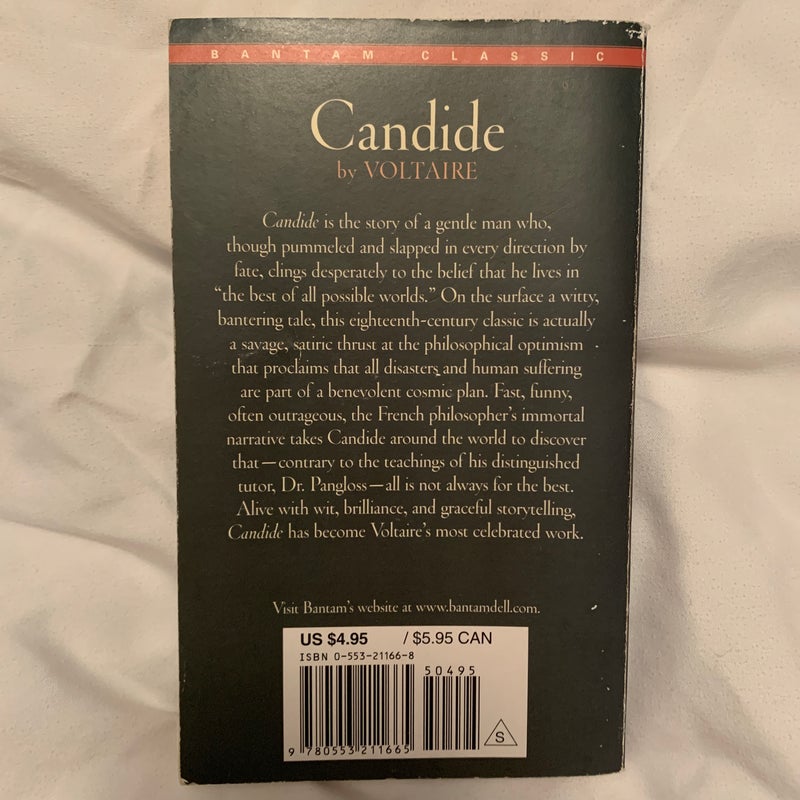 BANTAM CLASSIC
Candide
by VOLTAIRE
Candide is the story of a gentle man who,
though pummeled and slapped in every direction by
fate, clings desperately to the belief that he lives in
“the best of all possible worlds.” On the surface a witty,
bantering tale, this eighteenth-century classic is actually
a savage, satiric thrust at the philosophical optimism
that proclaims that all disasters and human suffering
are part of a benevolent cosmic plan. Fast, funny,
often outrageous, the French philosopher’s immortal
narrative takes Candide around the world to discover
that—contrary to the teachings of his distinguished
tutor, Dr. Pangloss—all is not always for the best.
Alive with wit, brilliance, and graceful storytelling,
Candide has become Voltaire’s most celebrated work.
Visit Bantam’s website at www.bantamdell.com.
US $4.95 / $5.95 CAN
ISBN 0-553-21166-8
50495
9 780553 211665
S